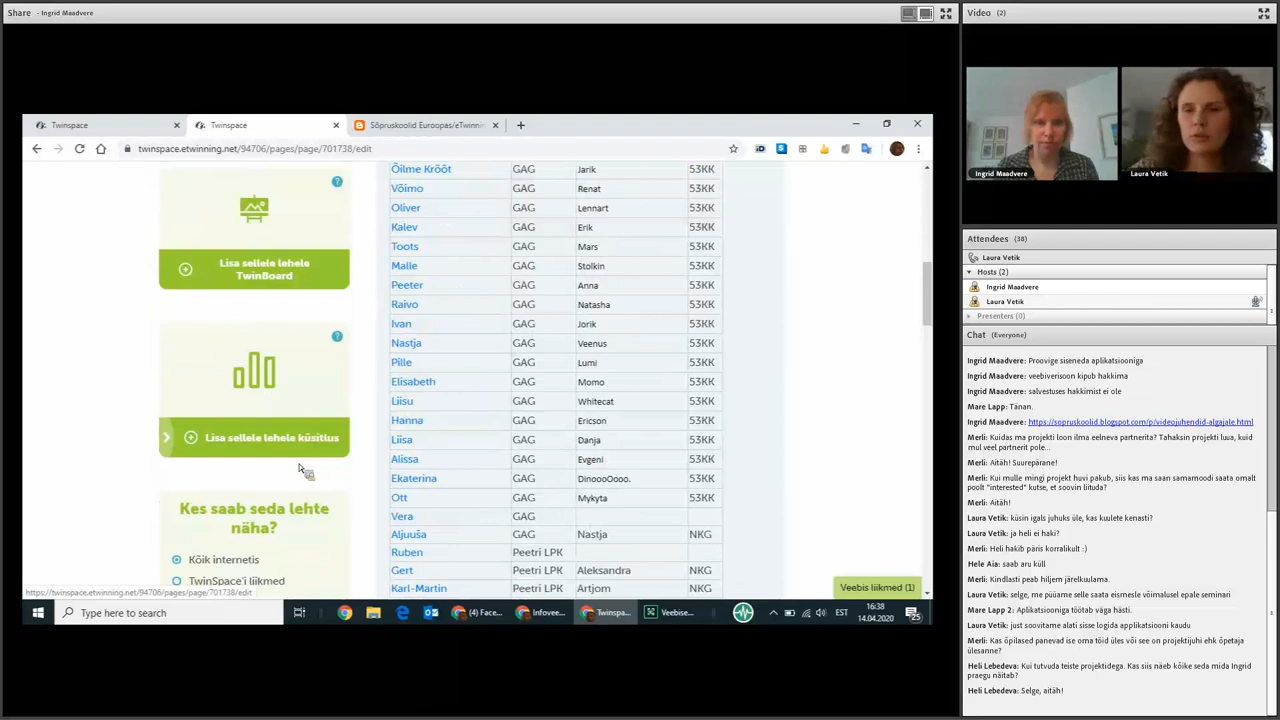 Share - Ingrid Maadvere
Twinspace
Twinspace
Sõpruskoolid Euroopas/eTwinnin
twinspace.etwinning.net/94706/pages/page/701738/edit
Lisa sellele lehele
TwinBoard
Lisa sellele lehele küsitlus
Kes saab seda lehte
näha?
Kõik internetis
TwinSpace'i liikmed
Õilme Krõõt GAG Jarik 53KK
Võimo GAG Renat 53KK
Oliver GAG Lennart 53KK
Kalev GAG Erik 53KK
Toots GAG Mars 53KK
Malle GAG Stolkin 53KK
Peeter GAG Anna 53KK
Raivo GAG Natasha 53KK
Ivan GAG Jorik 53KK
Nastja GAG Veenus 53KK
Pille GAG Lumi 53KK
Elisabeth GAG Momo 53KK
Liisu GAG Whitecat 53KK
Hanna GAG Ericson 53KK
Liisa GAG Danja 53KK
Alissa GAG Evgeni 53KK
Ekaterina GAG DinoooOooo. 53KK
Ott GAG Mykyta 53KK
Vera GAG
Aljuuša GAG Nastja NKG
Ruben Peetri LPK
Gert Peetri LPK Aleksandra NKG
Karl-Martin Peetri LPK Artjom NKG
https://twinspace.etwinning.net/94706/pages/page/701738/edit
Veebis liikmed (1)
Type here to search
(4) Face...
Infovee...
Twinspa...
Veebise...
EST
16:38
14.04.2020
25
Video (2)
Ingrid Maadvere
Laura Vetik
Attendees (38)
Laura Vetik
Hosts (2)
Ingrid Maadvere
Laura Vetik
Presenters (0)
Chat (Everyone)
Ingrid Maadvere: Proovige siseneda aplikatsiooniga
Ingrid Maadvere: veebiverisoon kipub hakkima
Ingrid Maadvere: salvestuses hakkimist ei ole
Mare Lapp: Tänan.
Ingrid Maadvere: https://sopruskoolid.blogspot.com/p/videojuhendid-algajale.html
Merli: Kuidas ma projekti loon ilma eelneva partnerita? Tahaksin projekti luua, kuid
mul veel partnerit pole...
Merli: Aitäh! Suurepärane!
Merli: Kui mulle mingi projekt huvi pakub, siis kas ma saan samamoodi saata omalt
poolt "interested" kutse, et soovin liituda?
Merli: Aitäh!
Laura Vetik: küsin igals juhuks üle, kas kuulete kenasti?
Laura Vetik: ja heli ei haki?
Merli: Heli hakib päris korralikult :)
Hele Aia: saab aru küll
Merli: Kindlasti peab hiljem järelkuulama.
Laura Vetik: selge, me püüame selle saata eismesle võimalusel epale seminari
Mare Lapp 2: Aplikatsiooniga töötab väga hästi.
Laura Vetik: just soovitame alati sisse logida applkatsiooni kaudu
Merli: Kas õpilased panevad ise oma töid üles või see on projektijuhi ehk õpetaja
ülesanne?
Heli Lebedeva: Kui tutvuda teiste projektidega. Kas siis näeb kõike seda mida Ingrid
praegu näitab?
Heli Lebedeva: Selge, aitäh!